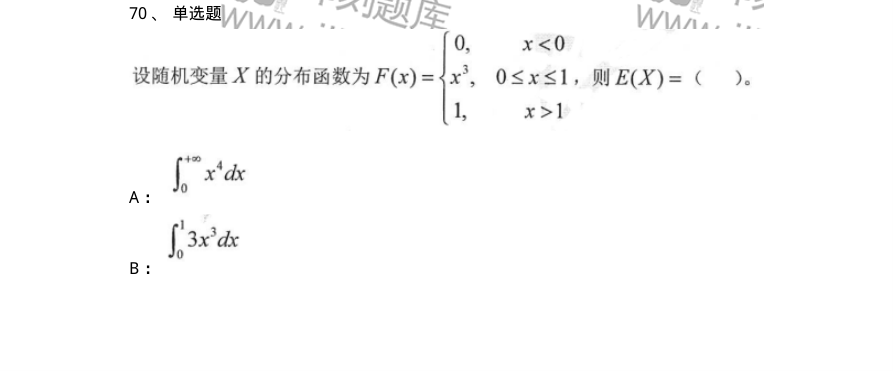 70、 单选题
设随机变量 X 的分布函数为 F(x) = { 0, x < 0
x³, 0 ≤ x ≤ 1
1, x > 1 ，则 E(X) = （ ）。
A： ∫₀^{+∞} x⁴dx
B： ∫₀^1 3x³dx